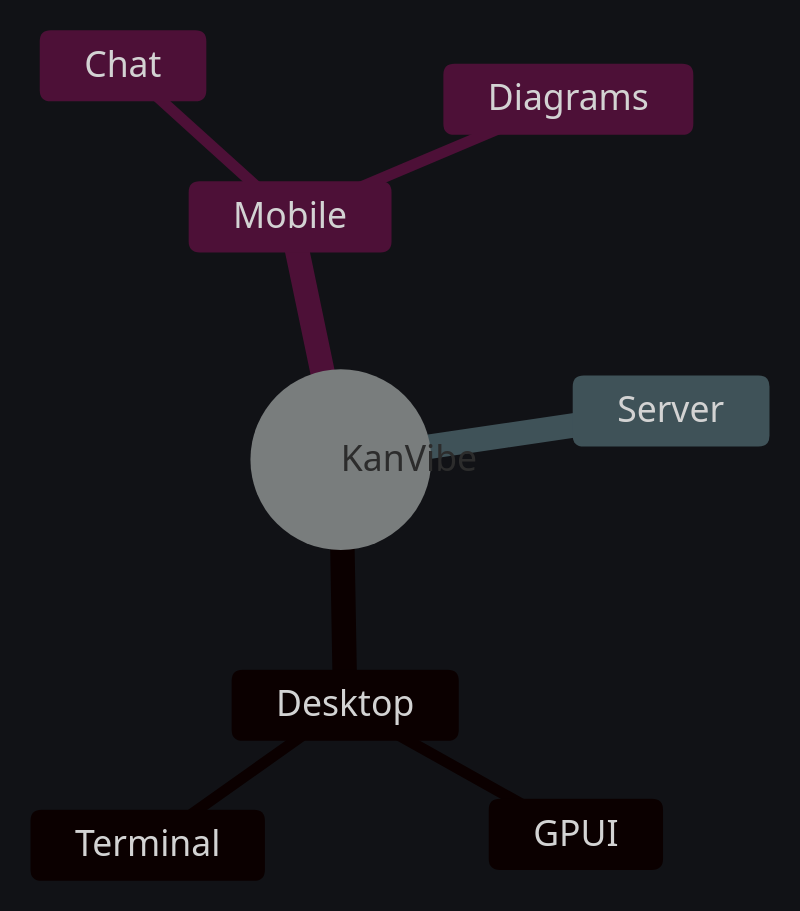 Chat
Diagrams
Mobile
Server
KanVibe
Desktop
Terminal
GPUI